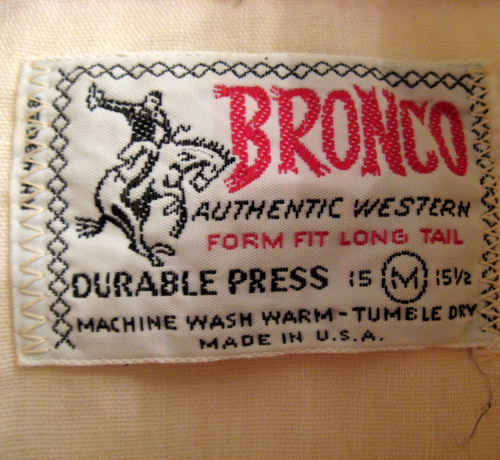 BRONCO
AUTHENTIC WESTERN
FORM FIT LONG TAIL
DURABLE PRESS 15 M 15½
MACHINE WASH WARM-TUMBLE DRY
MADE IN U.S.A.